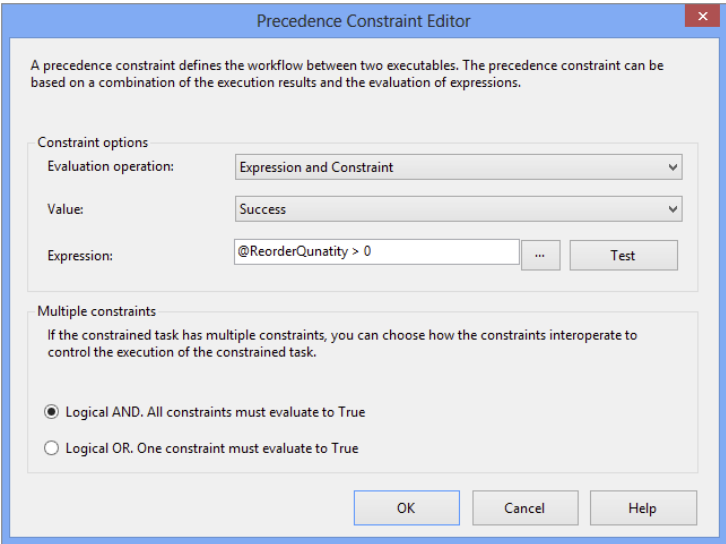 Precedence Constraint Editor
A precedence constraint defines the workflow between two executables. The precedence constraint can be
based on a combination of the execution results and the evaluation of expressions.
Constraint options
Evaluation operation: Expression and Constraint
Value: Success
Expression: @ReorderQunatity > 0 ... Test
Multiple constraints
If the constrained task has multiple constraints, you can choose how the constraints interoperate to
control the execution of the constrained task.
Logical AND. All constraints must evaluate to True
Logical OR. One constraint must evaluate to True
OK Cancel Help